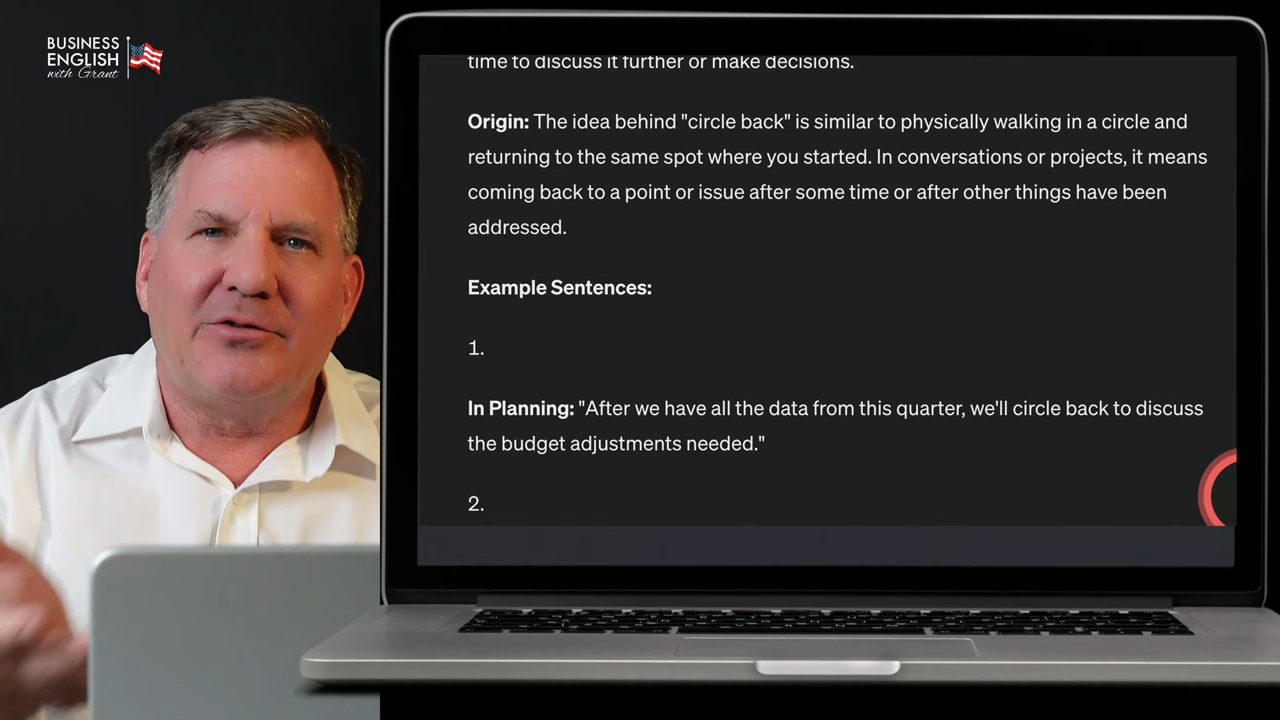 BUSINESS
ENGLISH
with Grant
time to discuss it further or make decisions.
Origin: The idea behind "circle back" is similar to physically walking in a circle and
returning to the same spot where you started. In conversations or projects, it means
coming back to a point or issue after some time or after other things have been
addressed.
Example Sentences:
1.
In Planning: "After we have all the data from this quarter, we'll circle back to discuss
the budget adjustments needed."
2.